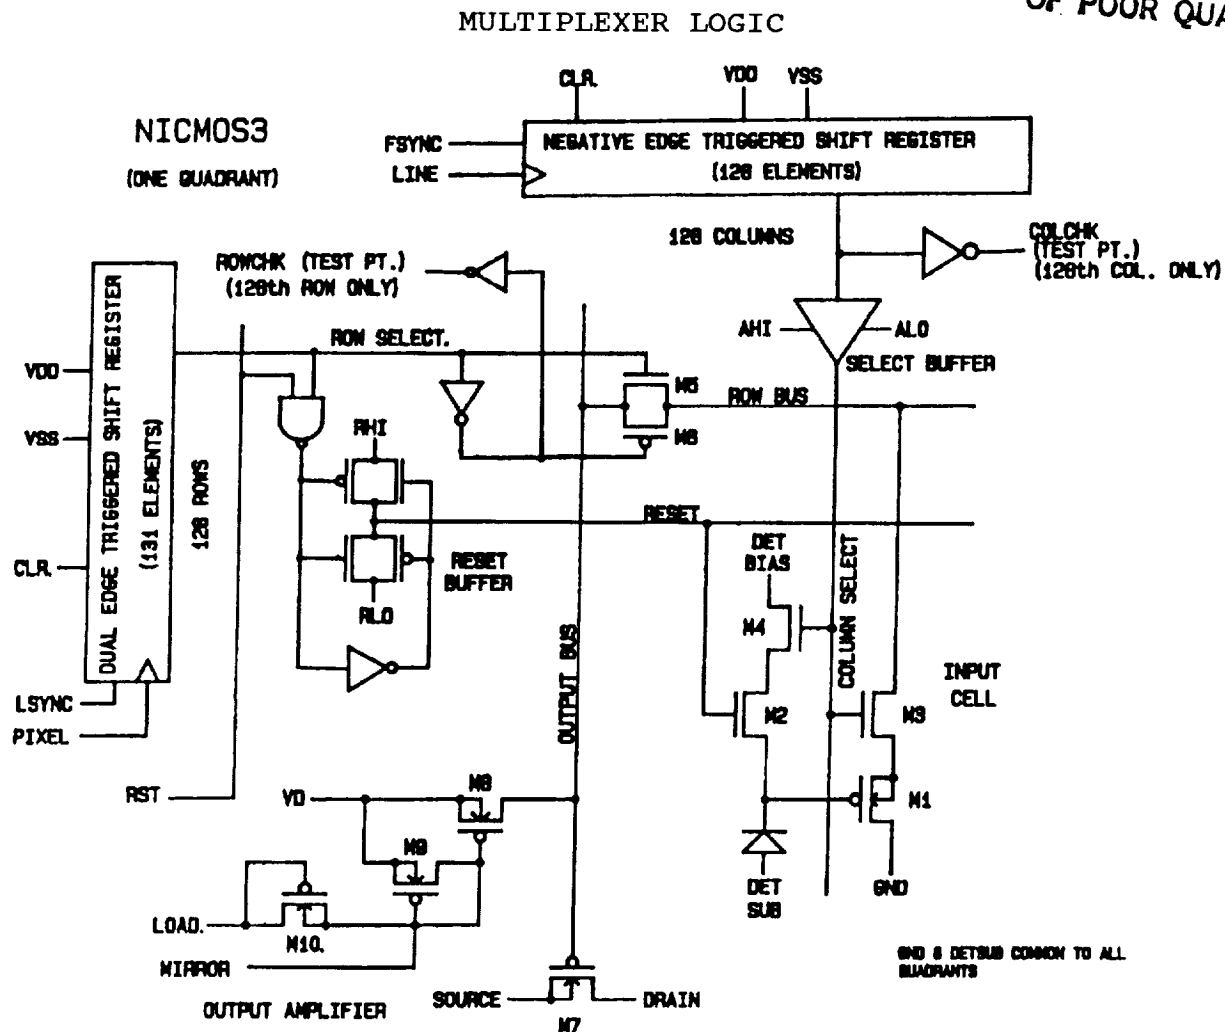 OF POOR QUA
MULTIPLEXER LOGIC
NICMOS3
(ONE QUADRANT)
CLR.
VDD
VSS
FSYNC
LINE
NEGATIVE EDGE TRIGGERED SHIFT REGISTER
(128 ELEMENTS)
128 COLUMNS
COLCHK
(TEST PT.)
(128th COL. ONLY)
ROWCHK (TEST PT.)
(128th ROW ONLY)
AHI
ALO
SELECT BUFFER
ROW SELECT.
DUAL EDGE TRIGGERED SHIFT REGISTER
(131 ELEMENTS)
128 ROWS
VDD
VSS
CLR.
LSYNC
PIXEL
RST
M5
M6
ROW BUS
RHI
RLO
RESET
BUFFER
RESET
DET
BIAS
M4
COLUMN SELECT
OUTPUT BUS
M2
M3
INPUT
CELL
M1
DET
SUB
GND
VD
M8
M9
LOAD.
M10.
MIRROR
OUTPUT AMPLIFIER
SOURCE
DRAIN
M7
GND & DETSUB COMMON TO ALL
QUADRANTS